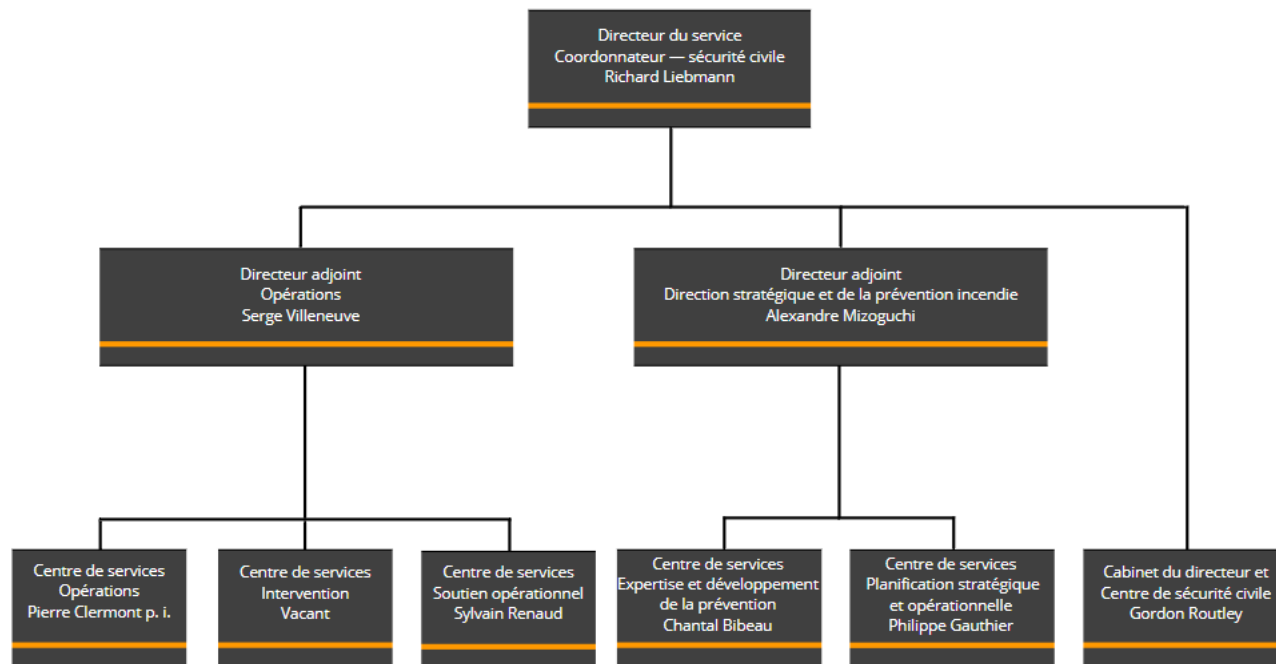 Directeur du service
Coordonnateur — sécurité civile
Richard Liebmann
Directeur adjoint
Opérations
Serge Villeneuve
Directeur adjoint
Direction stratégique et de la prévention incendie
Alexandre Mizoguchi
Centre de services
Opérations
Pierre Clermont p. i.
Centre de services
Intervention
Vacant
Centre de services
Soutien opérationnel
Sylvain Renaud
Centre de services
Expertise et développement
de la prévention
Chantal Bibeau
Centre de services
Planification stratégique
et opérationnelle
Philippe Gauthier
Cabinet du directeur et
Centre de sécurité civile
Gordon Routley